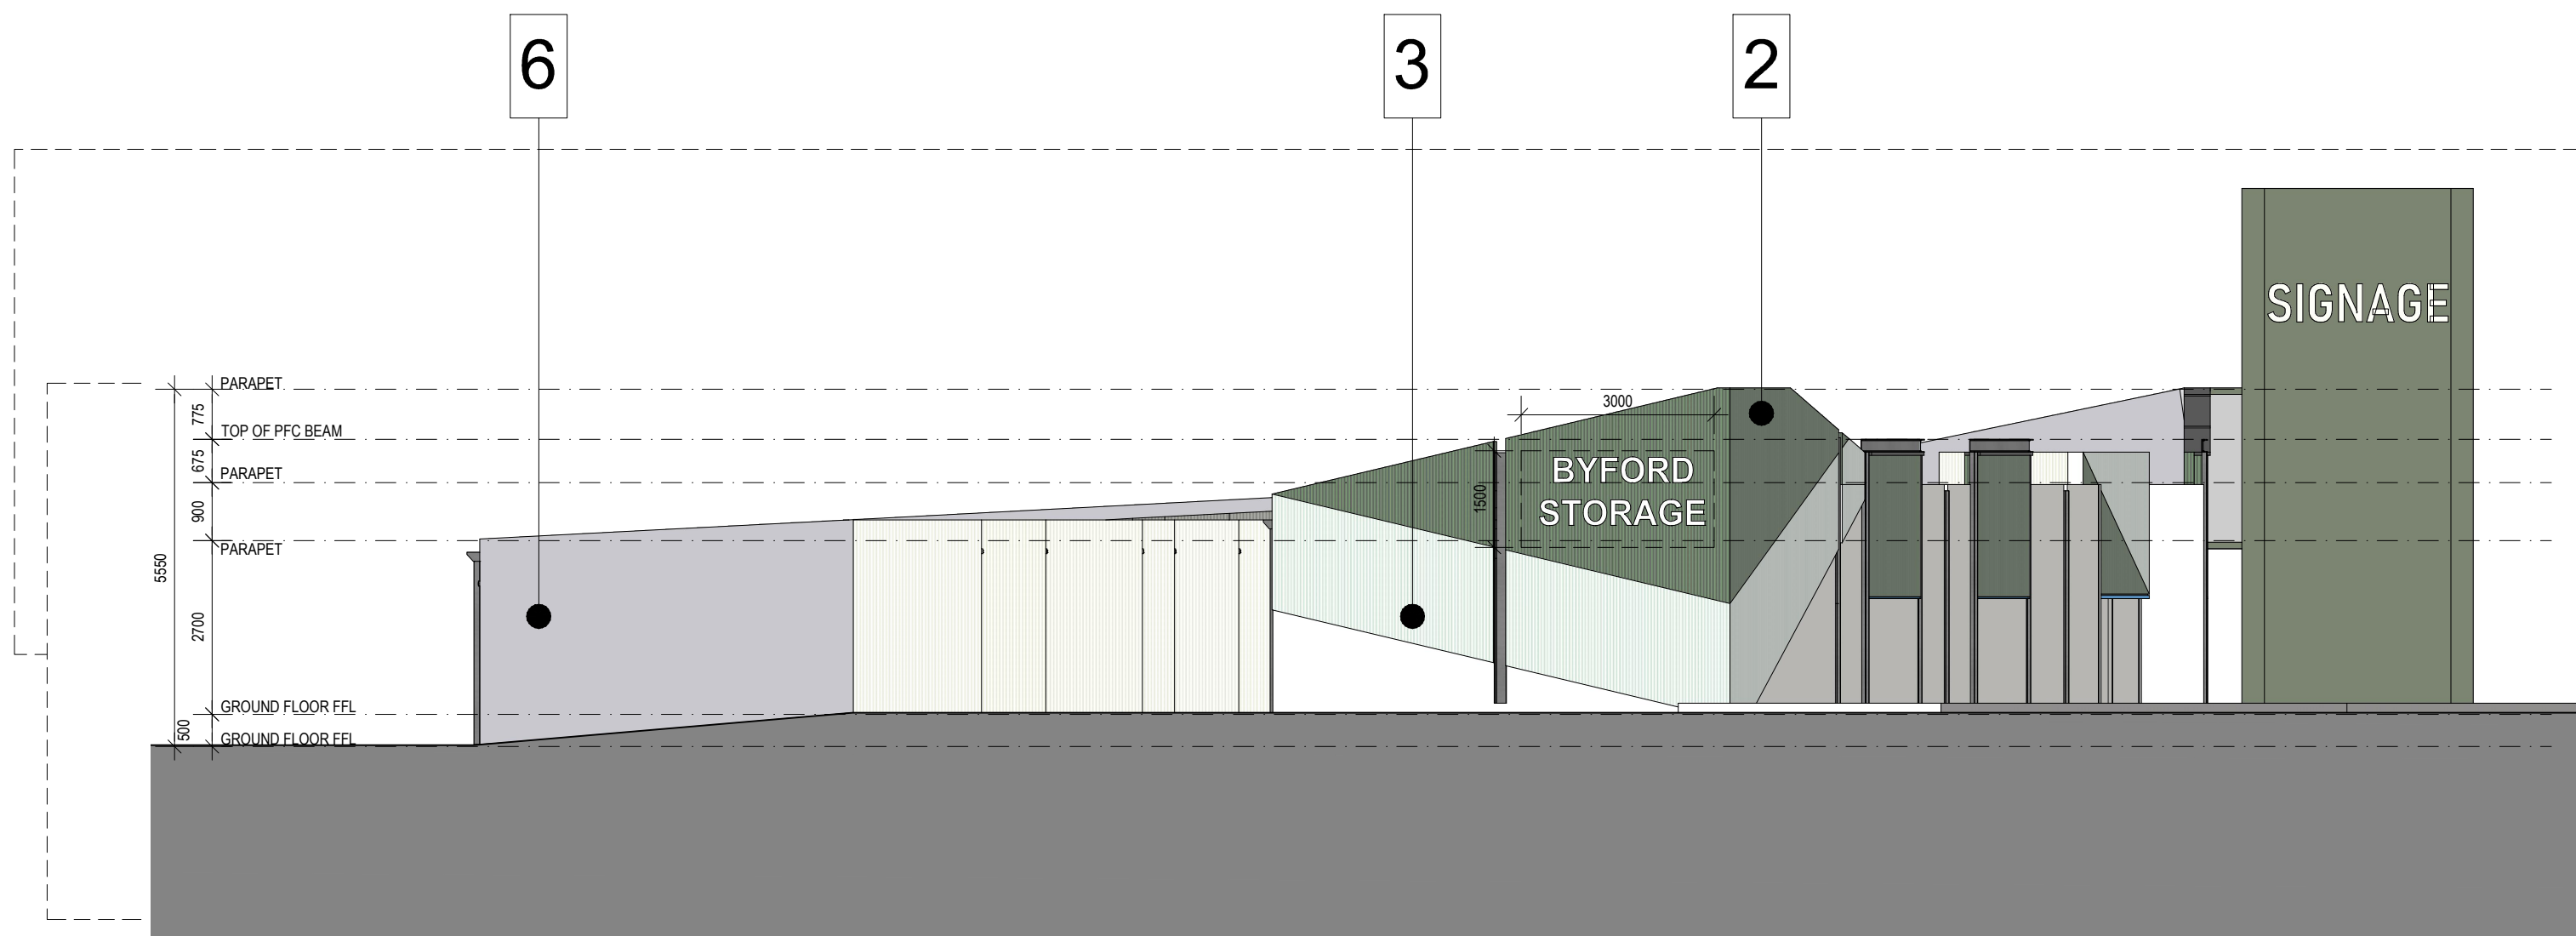 6
3
2
SIGNAGE
PARAPET
775
3000
TOP OF PFC BEAM
675
BYFORD
STORAGE
PARAPET
1500
900
PARAPET
5550
2700
GROUND FLOOR FFL
500
GROUND FLOOR FFL